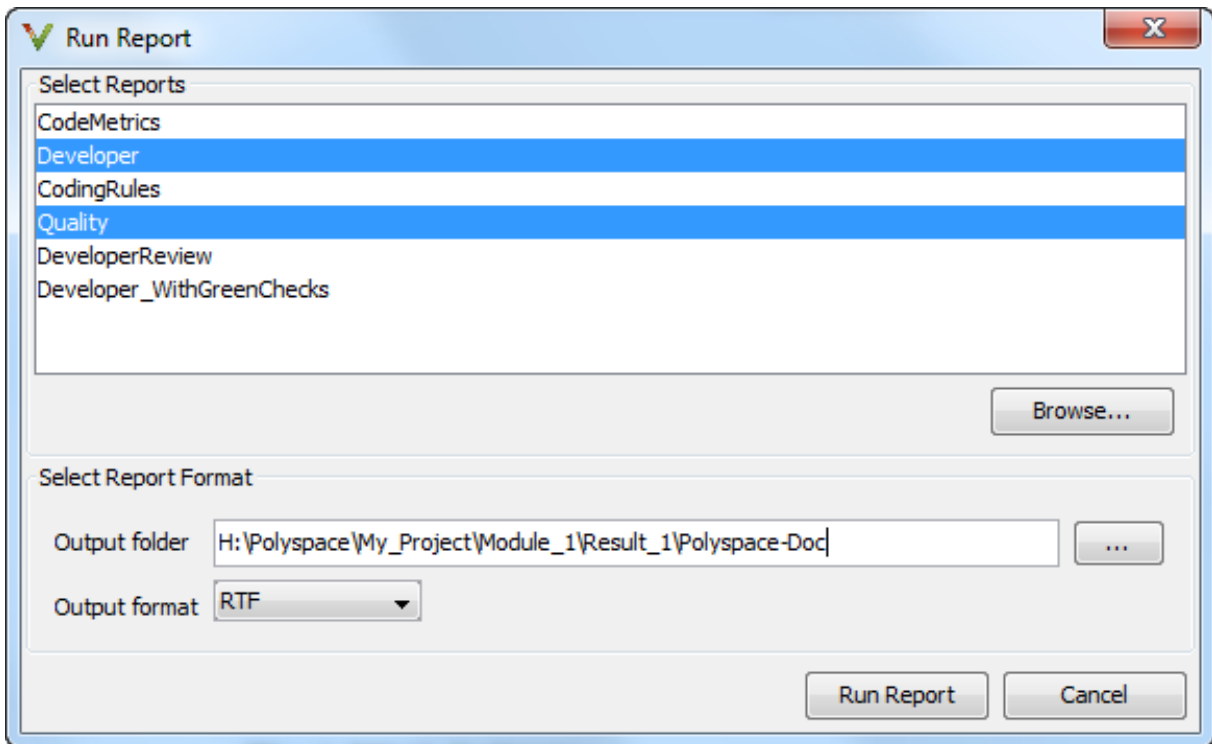 Run Report
Select Reports
CodeMetrics
Developer
CodingRules
Quality
DeveloperReview
Developer_WithGreenChecks
Browse...
Select Report Format
Output folder H:\Polyspace\My_Project\Module_1\Result_1\Polyspace-Doc ...
Output format RTF
Run Report Cancel